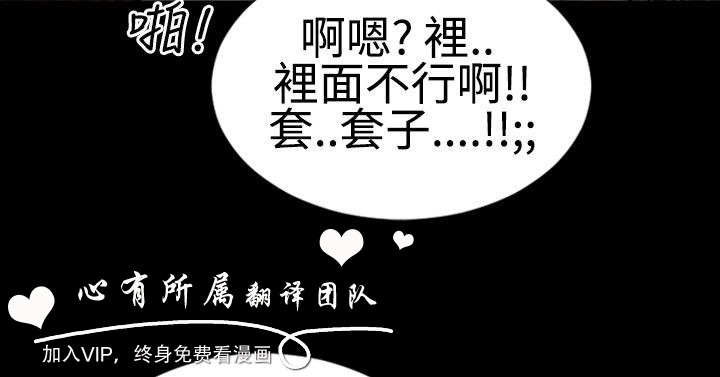 啪!
啊嗯? 裡..
裡面不行啊!!
套..套子....!!;;
心有所属翻译团队
加入VIP，终身免费看漫画